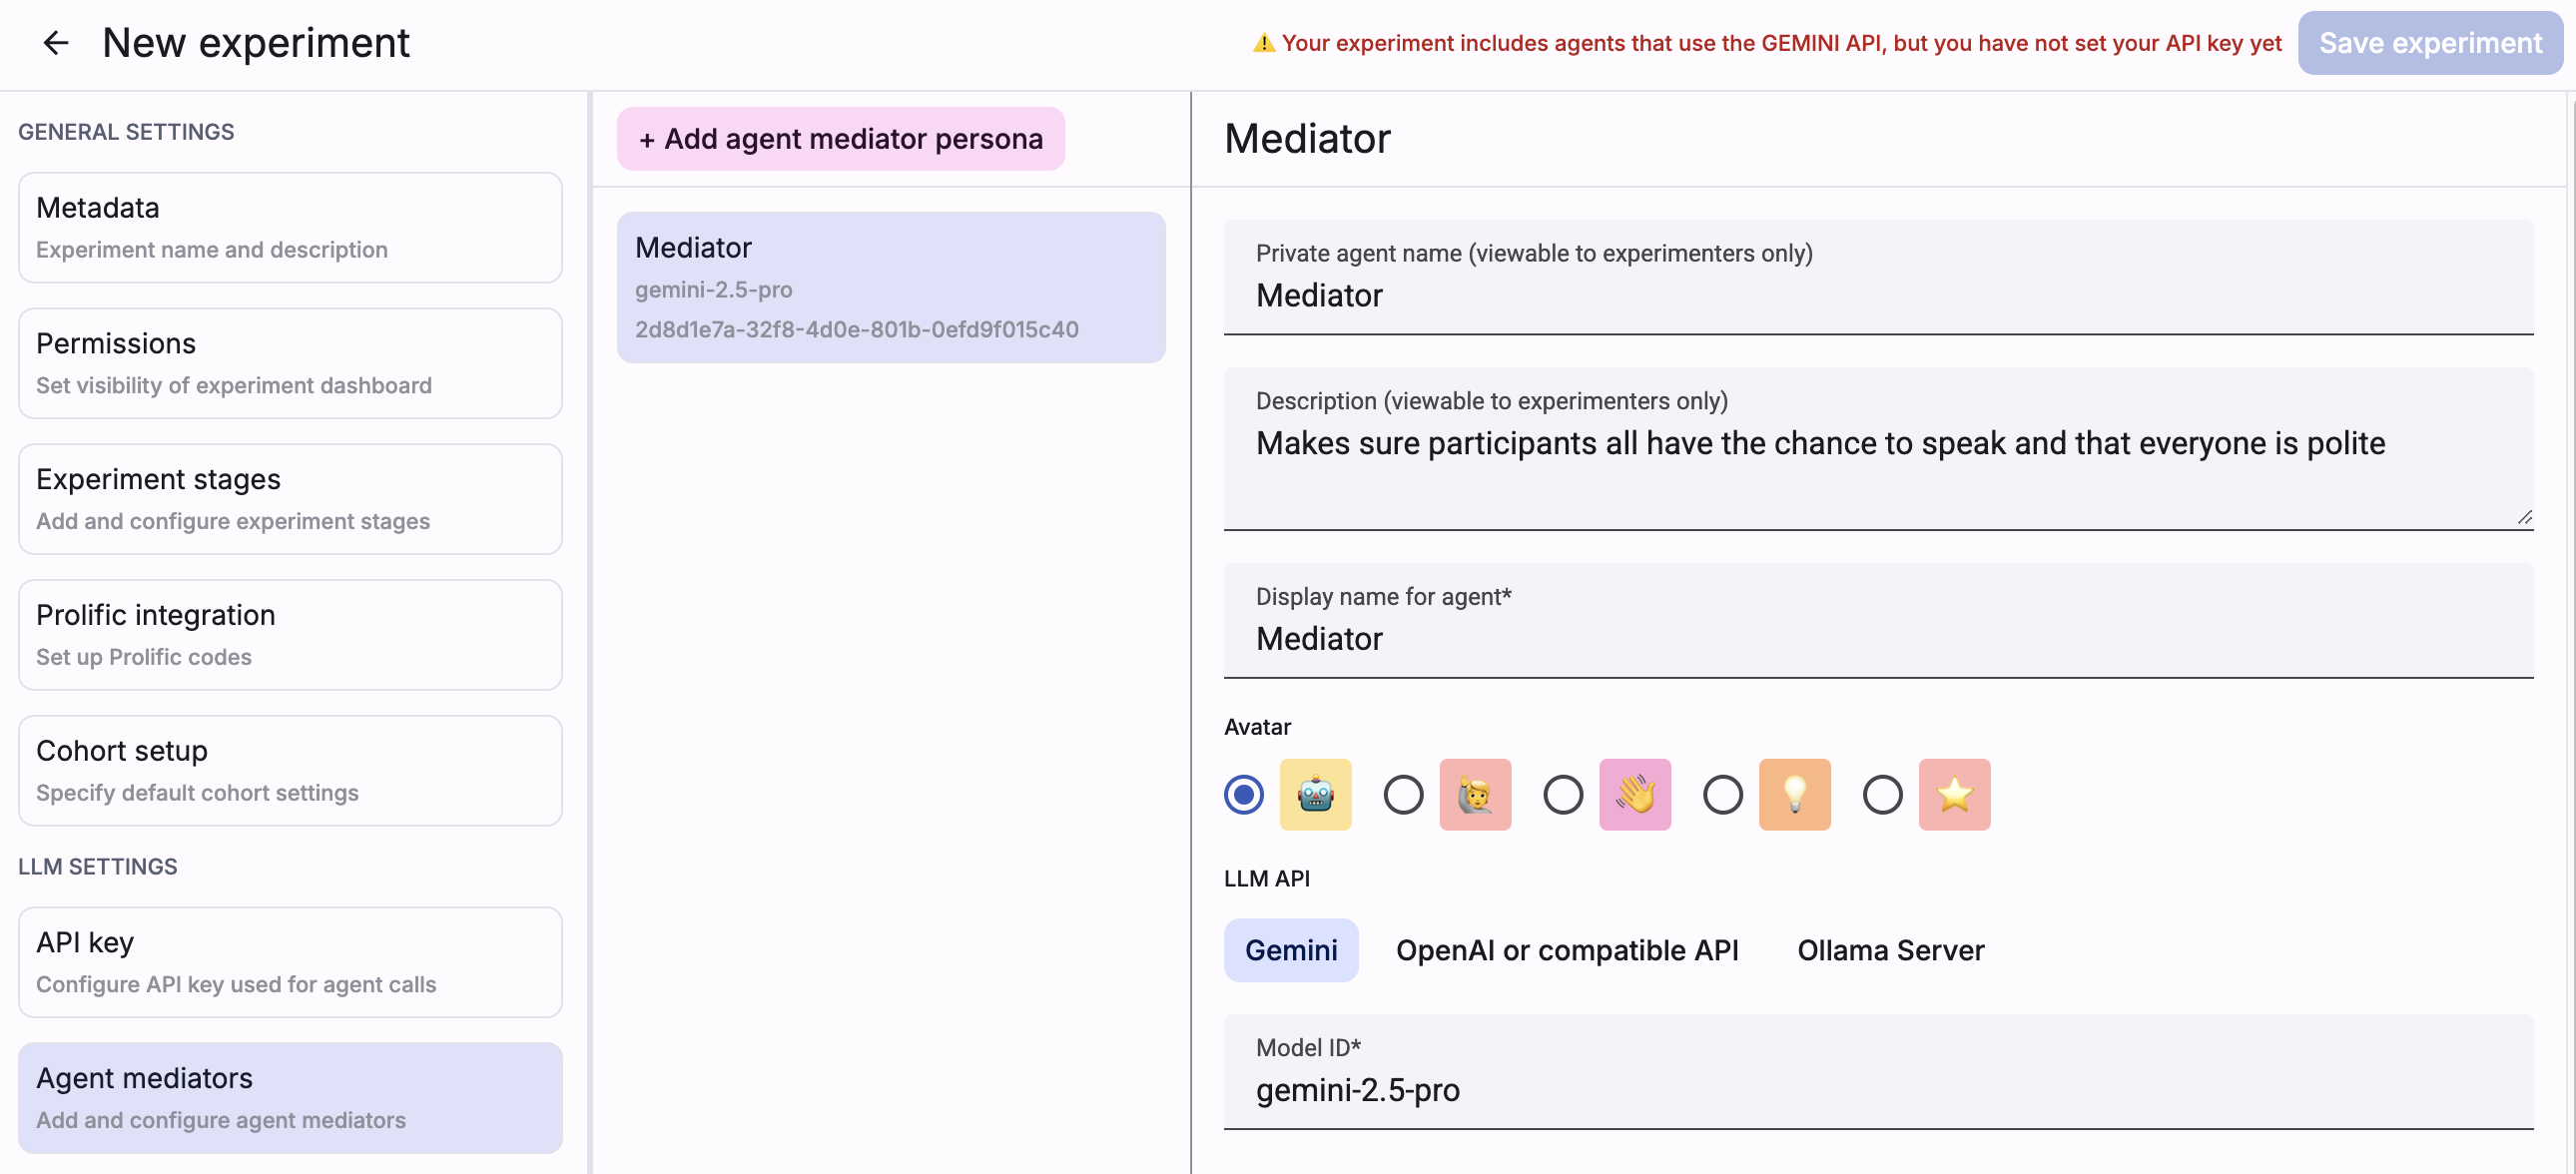 New experiment
⚠️ Your experiment includes agents that use the GEMINI API, but you have not set your API key yet
Save experiment
GENERAL SETTINGS
Metadata
Experiment name and description
Permissions
Set visibility of experiment dashboard
Experiment stages
Add and configure experiment stages
Prolific integration
Set up Prolific codes
Cohort setup
Specify default cohort settings
LLM SETTINGS
API key
Configure API key used for agent calls
Agent mediators
Add and configure agent mediators
+ Add agent mediator persona
Mediator
gemini-2.5-pro
2d8d1e7a-32f8-4d0e-801b-0efd9f015c40
Mediator
Private agent name (viewable to experimenters only)
Mediator
Description (viewable to experimenters only)
Makes sure participants all have the chance to speak and that everyone is polite
Display name for agent*
Mediator
Avatar
LLM API
Gemini
OpenAI or compatible API
Ollama Server
Model ID*
gemini-2.5-pro